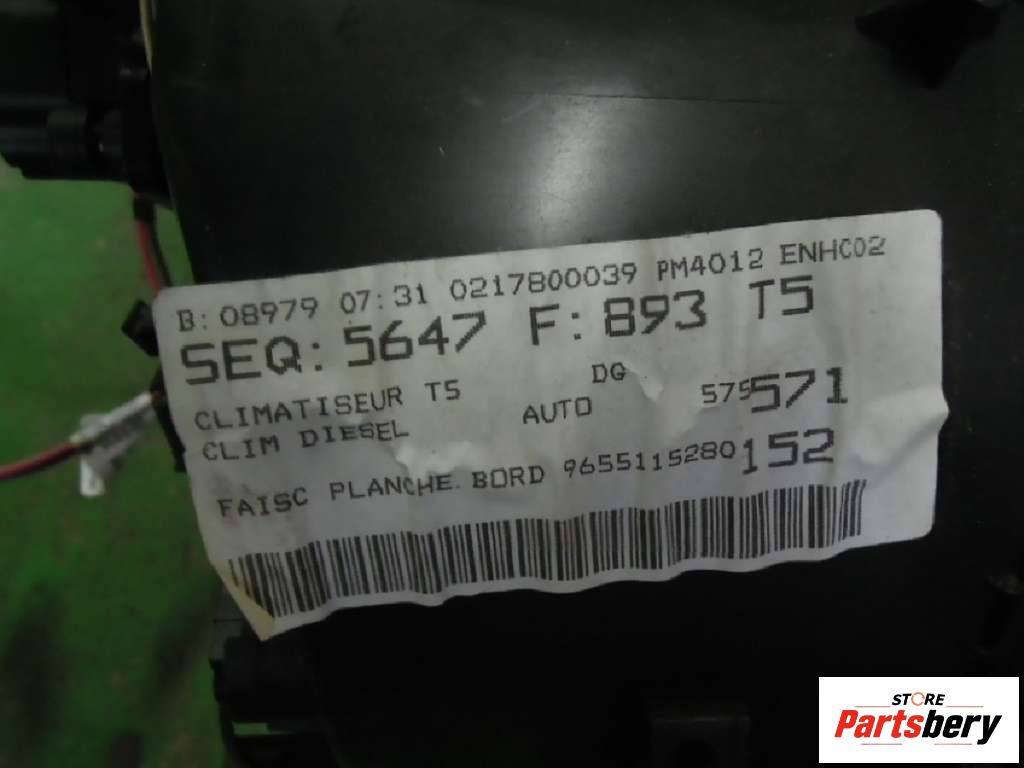 B: 08979 07:31 0217800039 PM4012 ENHC02
SEQ: 5647 F: 893 T5
CLIMATISEUR T5 DG 575571
CLIM DIESEL AUTO
FAISC PLANCHE.BORD 9655115280152
STORE
Partsbery